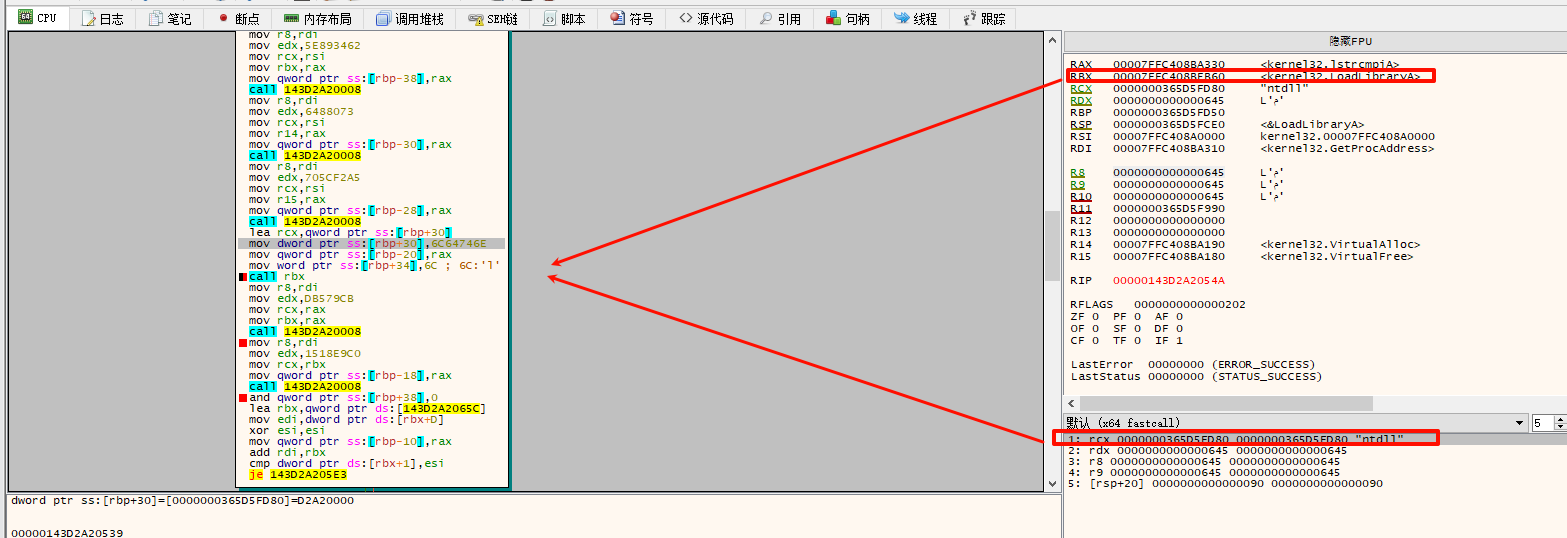 CPU 日志 笔记 断点 内存布局 调用堆栈 SEH链 脚本 符号 源代码 引用 句柄 线程 跟踪
mov r8,rdi
mov edx,5E893462
mov rcx,rsi
mov rbx,rax
mov qword ptr ss:[rbp-38],rax
call 143D2A20008
mov r8,rdi
mov edx,6488073
mov rcx,rsi
mov r14,rax
mov qword ptr ss:[rbp-30],rax
call 143D2A20008
mov r8,rdi
mov edx,705CF2A5
mov rcx,rsi
mov r15,rax
mov qword ptr ss:[rbp-28],rax
call 143D2A20008
lea rcx,qword ptr ss:[rbp+30]
mov dword ptr ss:[rbp+30],6C64746E
mov qword ptr ss:[rbp-20],rax
mov word ptr ss:[rbp+34],6C ; 6C:'l'
call rbx
mov r8,rdi
mov edx,DB579CB
mov rcx,rax
mov rbx,rax
call 143D2A20008
mov r8,rdi
mov edx,1518E9C0
mov rcx,rbx
mov qword ptr ss:[rbp-18],rax
call 143D2A20008
and qword ptr ss:[rbp+38],0
lea rbx,qword ptr ds:[143D2A2065C]
mov edi,dword ptr ds:[rbx+D]
xor esi,esi
mov qword ptr ss:[rbp-10],rax
add rdi,rbx
cmp dword ptr ds:[rbx+1],esi
je 143D2A205E3
dword ptr ss:[rbp+30]=[0000000365D5FD80]=D2A20000
00000143D2A20539
隐藏FPU
RAX 00007FFC408BA330 <kernel32.lstrcmpiA>
RBX 00007FFC408BEB60 <kernel32.LoadLibraryA>
RCX 0000000365D5FD80 "ntdll"
RDX 0000000000000645 L'م'
RBP 0000000365D5FD50
RSP 0000000365D5FCE0 <&LoadLibraryA>
RSI 00007FFC408A0000 kernel32.00007FFC408A0000
RDI 00007FFC408BA310 <kernel32.GetProcAddress>
R8 0000000000000645 L'م'
R9 0000000000000645 L'م'
R10 0000000000000645 L'م'
R11 0000000365D5F990
R12 0000000000000000
R13 0000000000000000
R14 00007FFC408BA190 <kernel32.VirtualAlloc>
R15 00007FFC408BA180 <kernel32.VirtualFree>
RIP 00000143D2A2054A
RFLAGS 0000000000000202
ZF 0 PF 0 AF 0
OF 0 SF 0 DF 0
CF 0 TF 0 IF 1
LastError 00000000 (ERROR_SUCCESS)
LastStatus 00000000 (STATUS_SUCCESS)
默认 (x64 fastcall) 5
1: rcx 0000000365D5FD80 0000000365D5FD80 "ntdll"
2: rdx 0000000000000645 0000000000000645
3: r8 0000000000000645 0000000000000645
4: r9 0000000000000645 0000000000000645
5: [rsp+20] 0000000000000090 0000000000000090